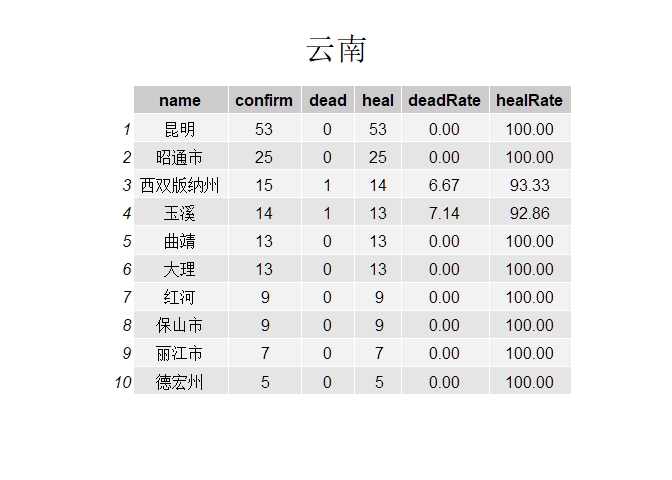 云南
name confirm dead heal deadRate healRate
1 昆明 53 0 53 0.00 100.00
2 昭通市 25 0 25 0.00 100.00
3 西双版纳州 15 1 14 6.67 93.33
4 玉溪 14 1 13 7.14 92.86
5 曲靖 13 0 13 0.00 100.00
6 大理 13 0 13 0.00 100.00
7 红河 9 0 9 0.00 100.00
8 保山市 9 0 9 0.00 100.00
9 丽江市 7 0 7 0.00 100.00
10 德宏州 5 0 5 0.00 100.00